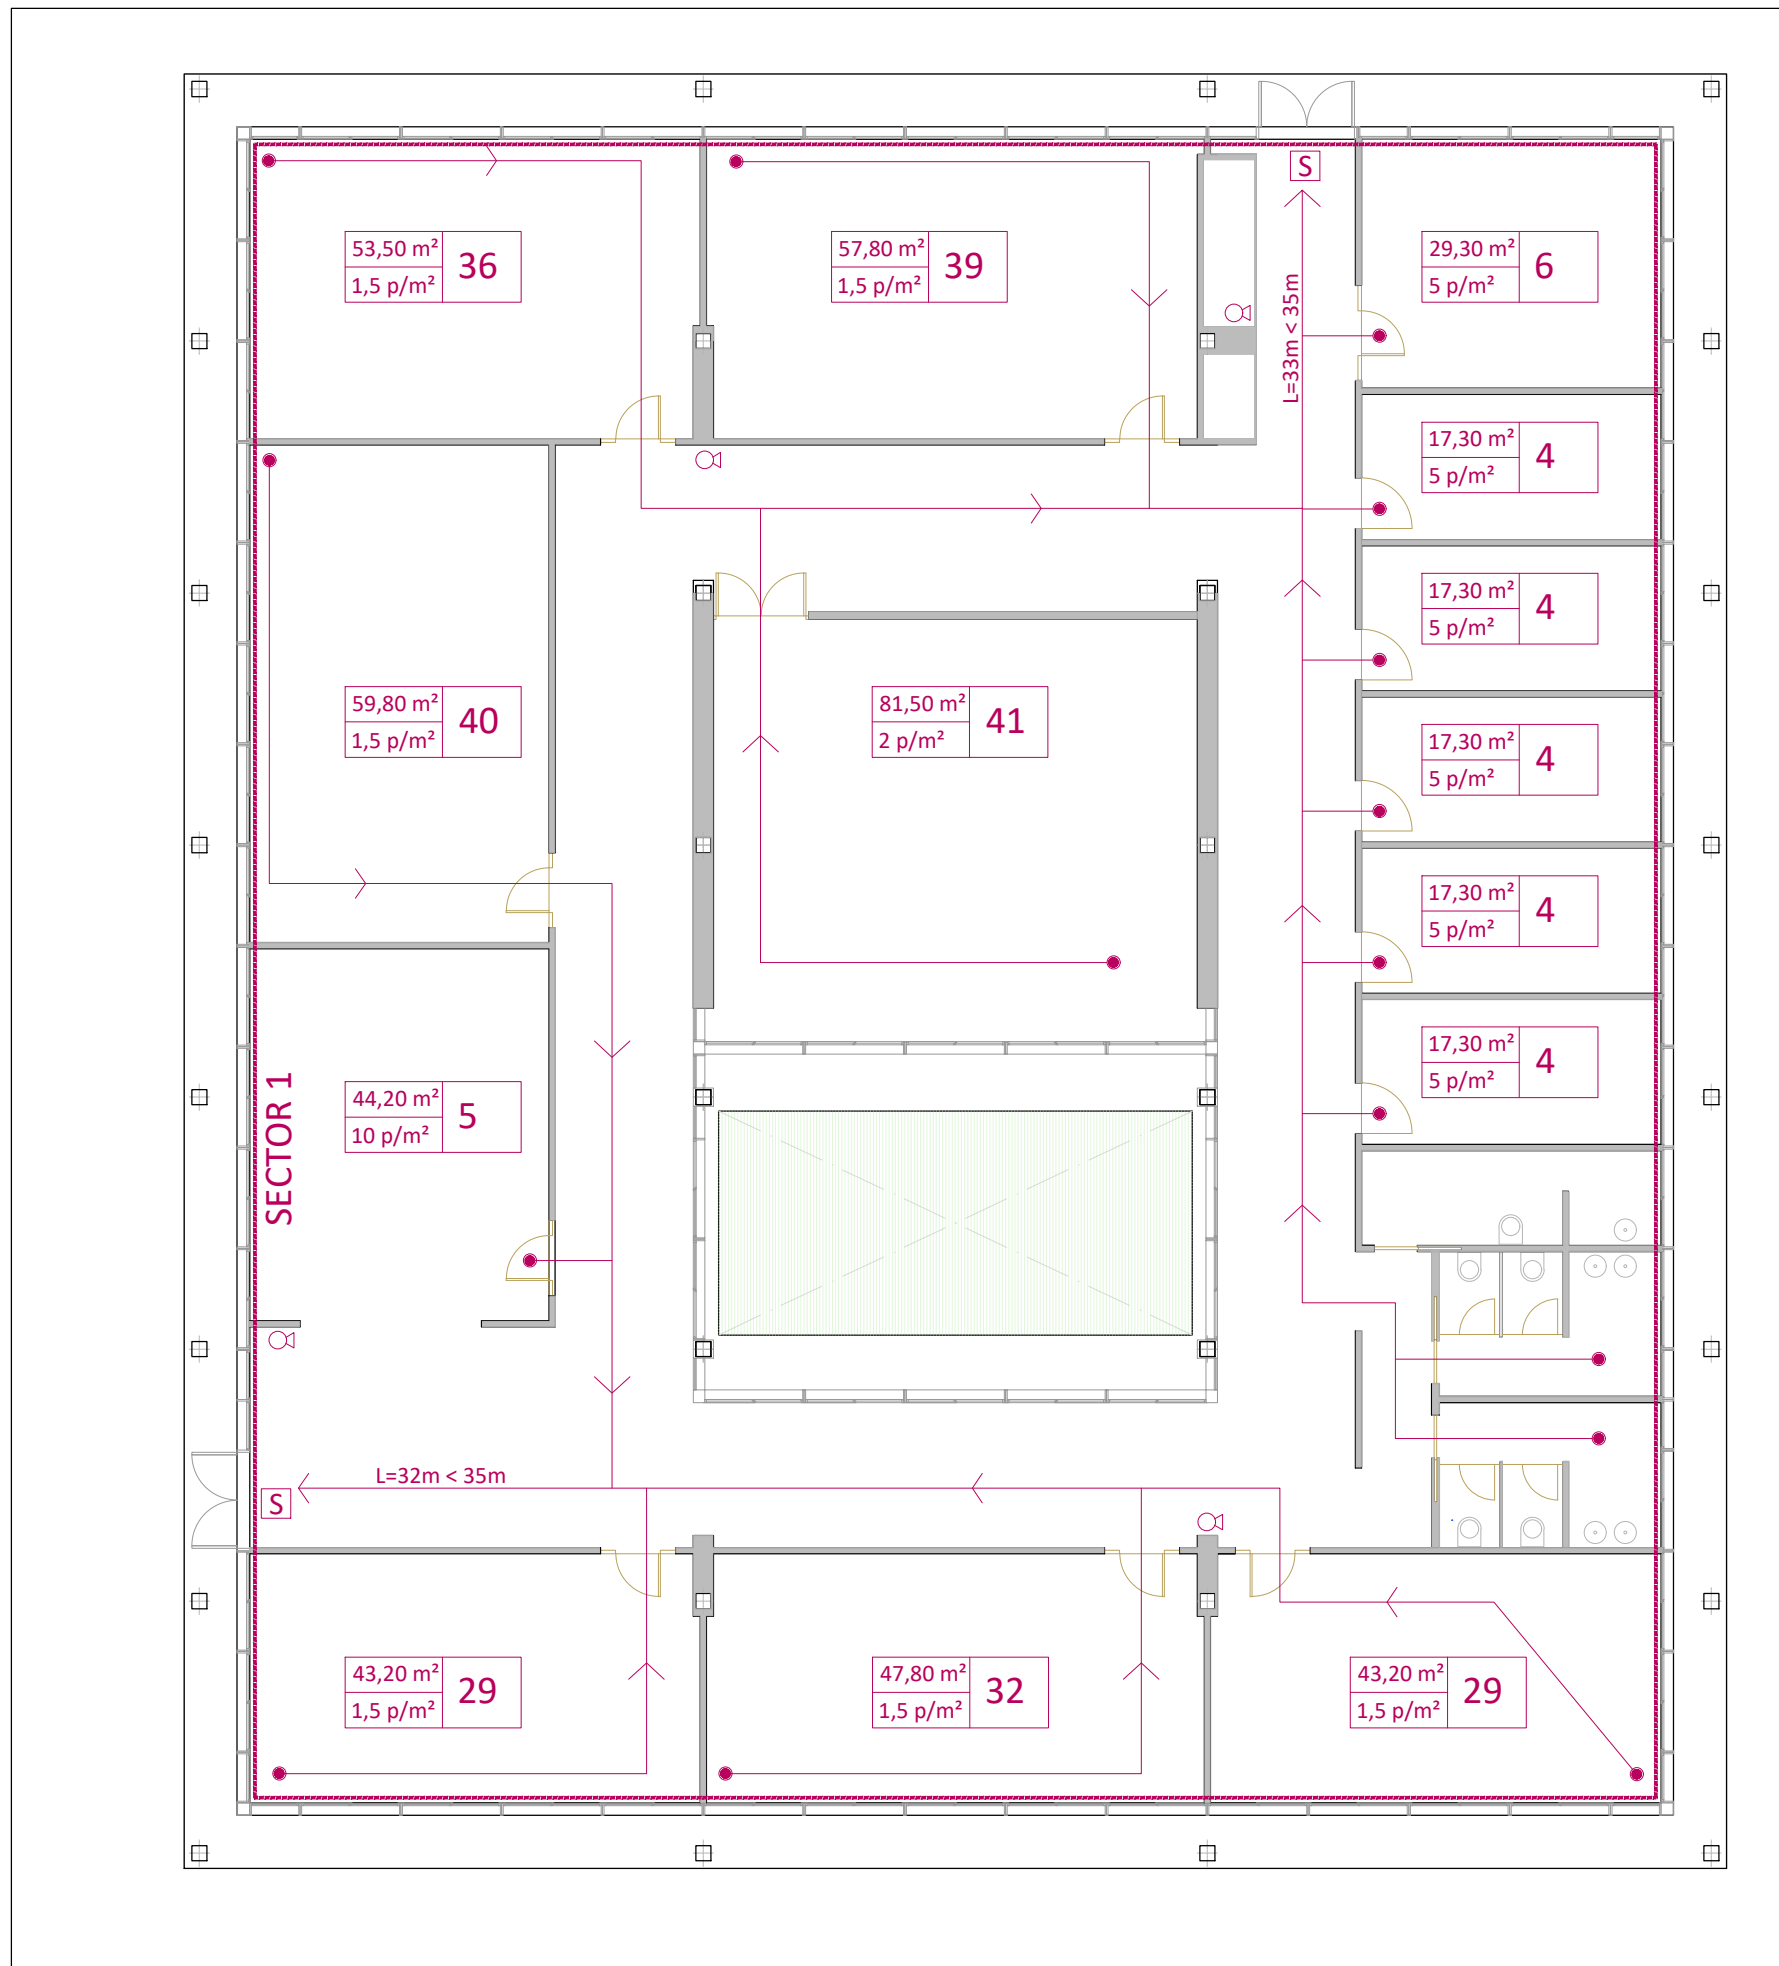 S
53,50 m²
1,5 p/m²
36
57,80 m²
1,5 p/m²
39
L=33m < 35m
29,30 m²
5 p/m²
6
17,30 m²
5 p/m²
4
17,30 m²
5 p/m²
4
59,80 m²
1,5 p/m²
40
81,50 m²
2 p/m²
41
17,30 m²
5 p/m²
4
17,30 m²
5 p/m²
4
SECTOR 1
44,20 m²
10 p/m²
5
17,30 m²
5 p/m²
4
L=32m < 35m
S
43,20 m²
1,5 p/m²
29
47,80 m²
1,5 p/m²
32
43,20 m²
1,5 p/m²
29